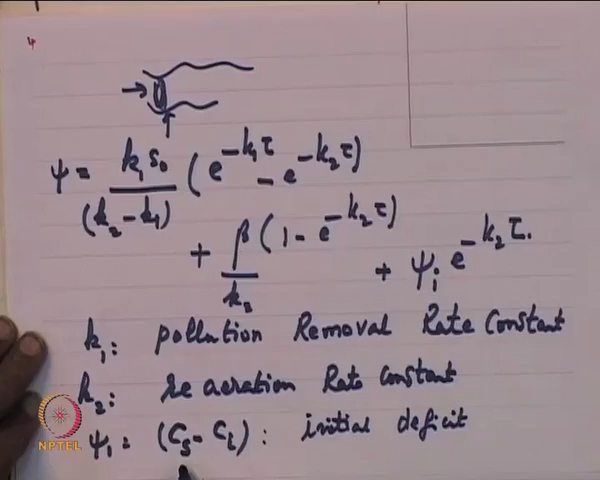 ψ = k₁s₀ / (k₂ - k₁) ( e^{-k₁τ} - e^{-k₂τ} )
+ β / k₂ ( 1 - e^{-k₂τ} ) + ψᵢ e^{-k₂τ}.
k₁: pollution Removal Rate Constant
k₂: re aeration Rate Constant
ψ₁ = (Cₛ - Cᵢ) : initial deficit
NPTEL